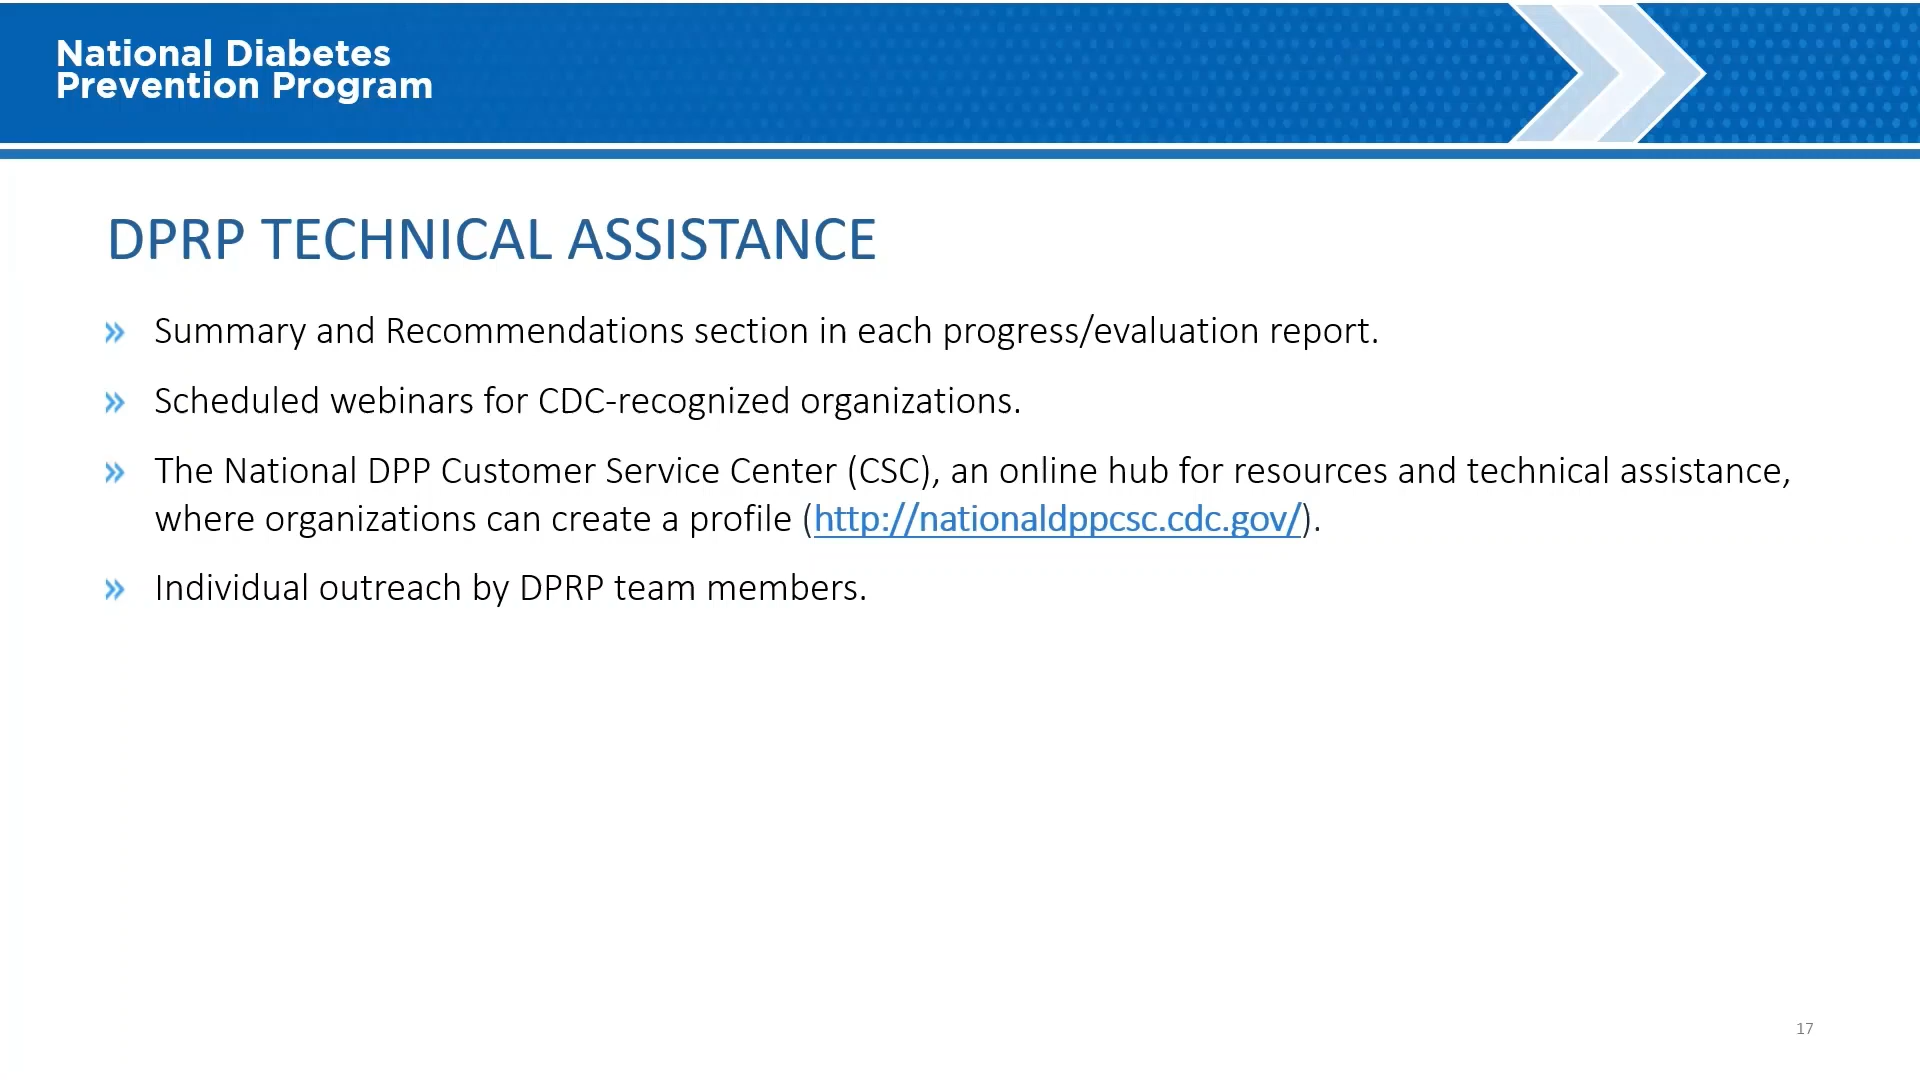 National Diabetes
Prevention Program
DPRP TECHNICAL ASSISTANCE
» Summary and Recommendations section in each progress/evaluation report.
» Scheduled webinars for CDC-recognized organizations.
» The National DPP Customer Service Center (CSC), an online hub for resources and technical assistance,
where organizations can create a profile (http://nationaldppcsc.cdc.gov/).
» Individual outreach by DPRP team members.
17